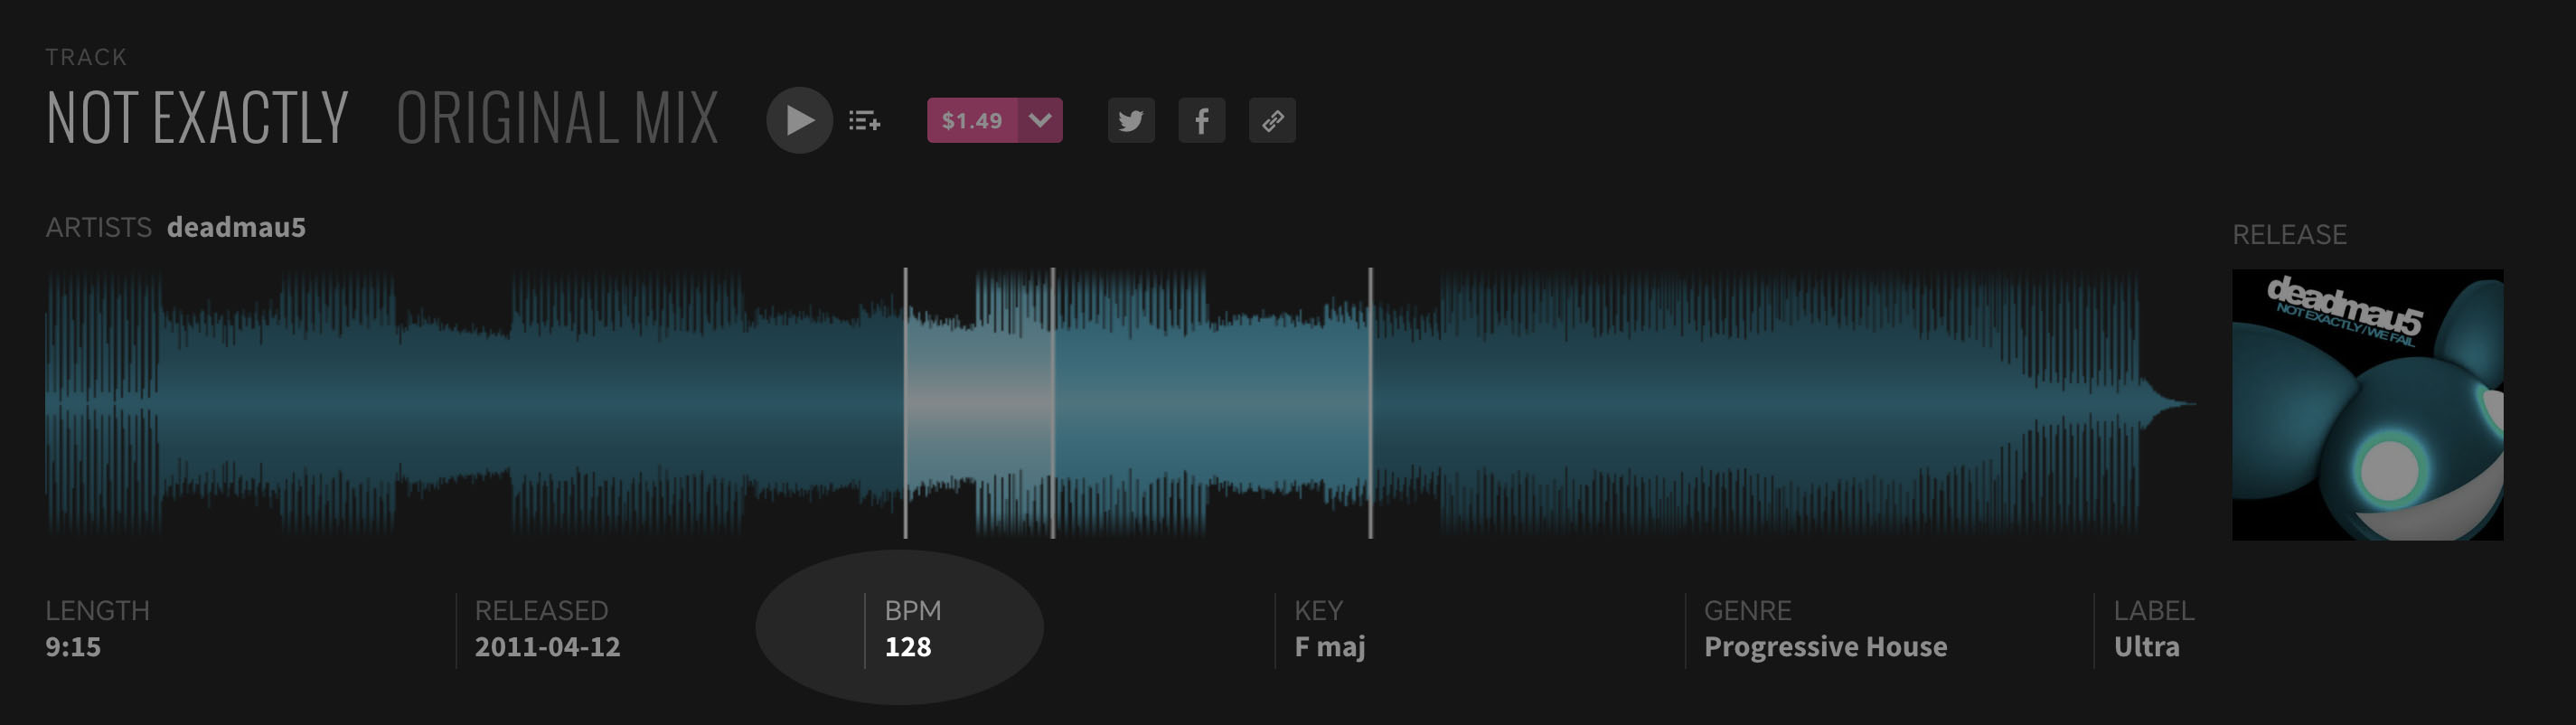 TRACK
NOT EXACTLY ORIGINAL MIX $1.49
ARTISTS deadmau5
RELEASE
deadmau5
NOT EXACTLY/WE FAIL
LENGTH RELEASED BPM KEY GENRE LABEL
9:15 2011-04-12 128 F maj Progressive House Ultra